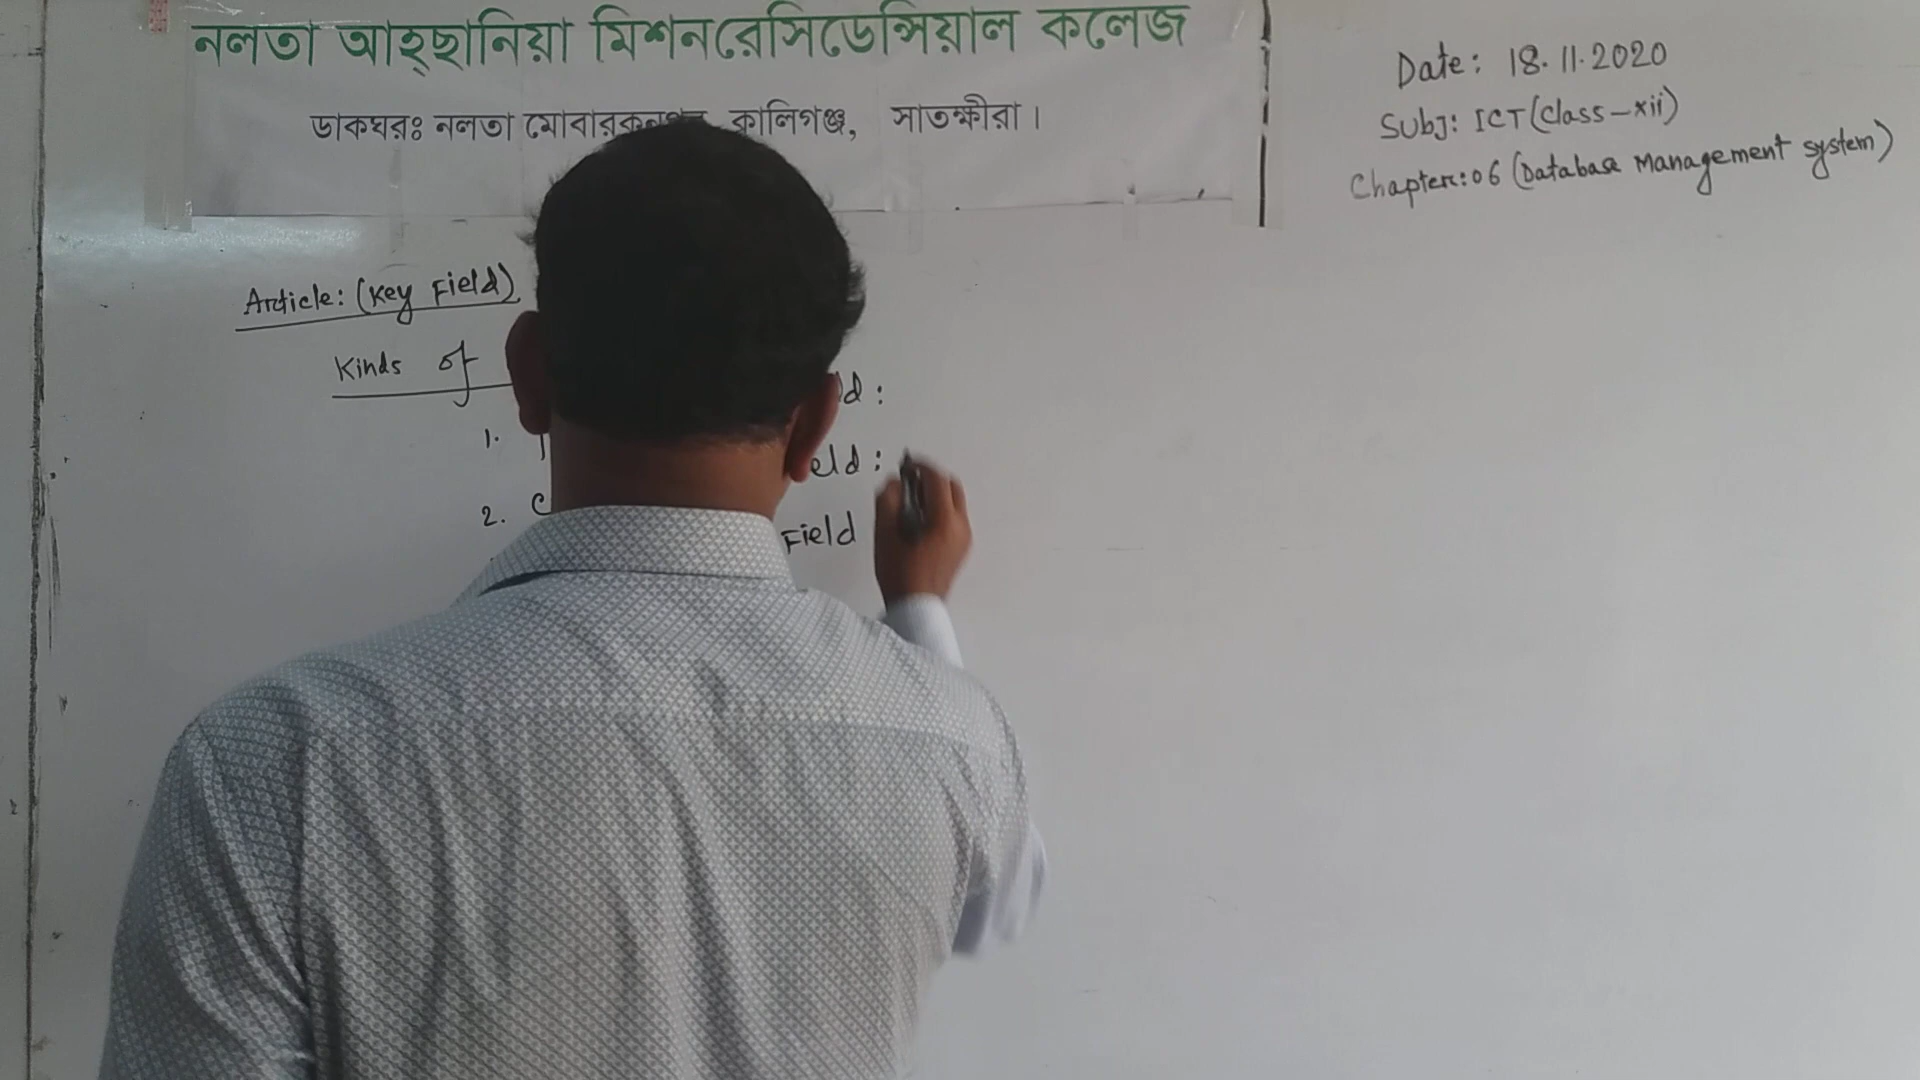 নলতা আহ্ছানিয়া মিশনরেসিডেন্সিয়াল কলেজ
ডাকঘরঃ নলতা কালিগঞ্জ, সাতক্ষীরা।
Date: 18.11.2020
Subj: ICT (Class-xii)
Chapter: 06 (Database Management system)
Article: (Key Field)
Kinds of
1.
2.
Field